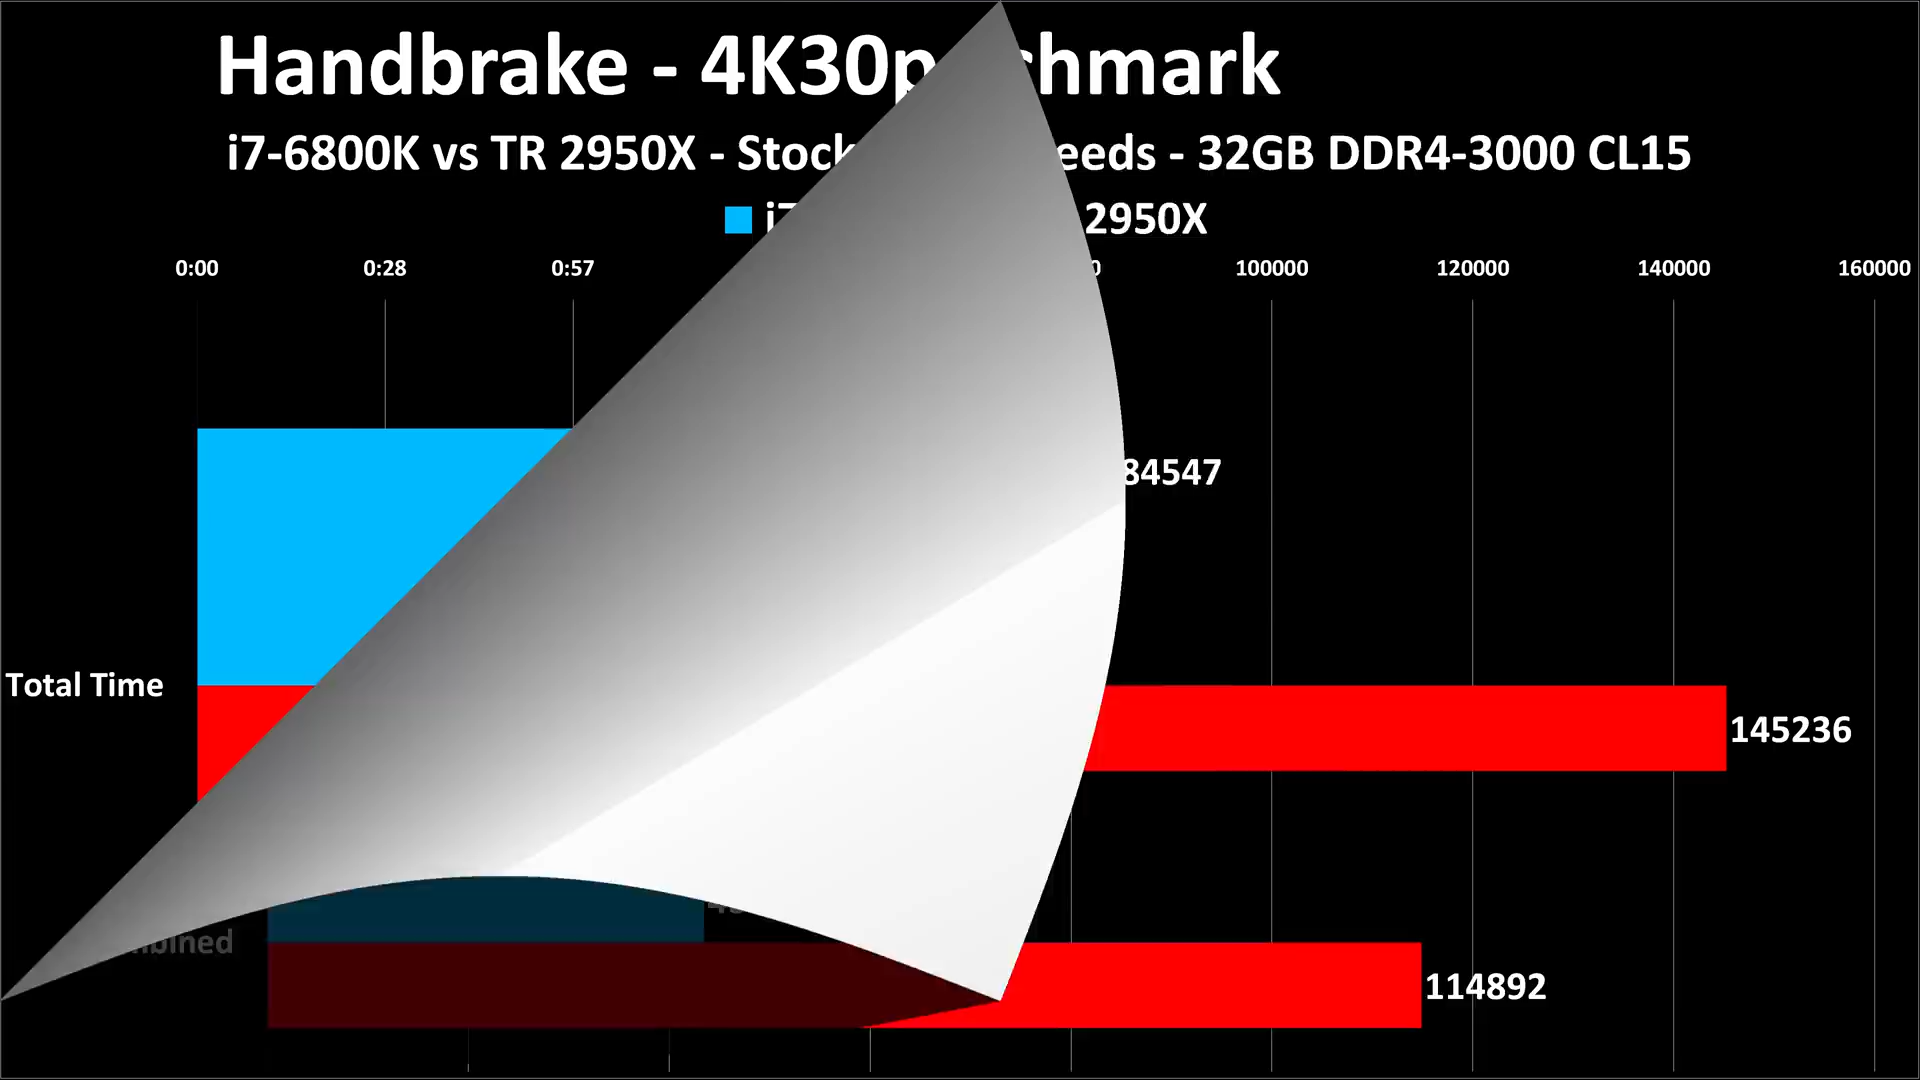 Handbrake - 4K30p hmark
i7-6800K vs TR 2950X - Stock eeds - 32GB DDR4-3000 CL15
2950X
0:00 0:28 0:57 100000 120000 140000 160000
84547
Total Time
145236
114892